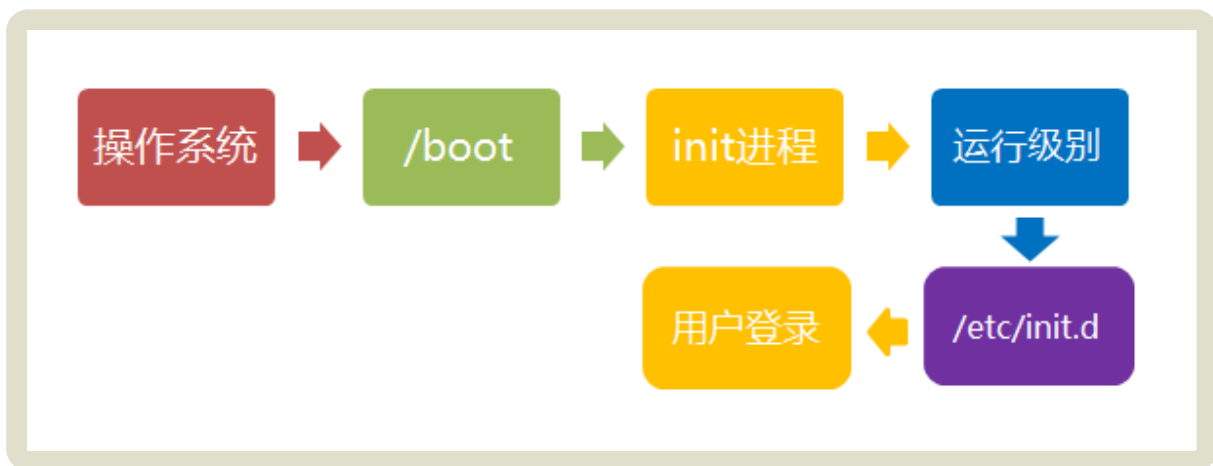 操作系统
/boot
init进程
运行级别
/etc/init.d
用户登录